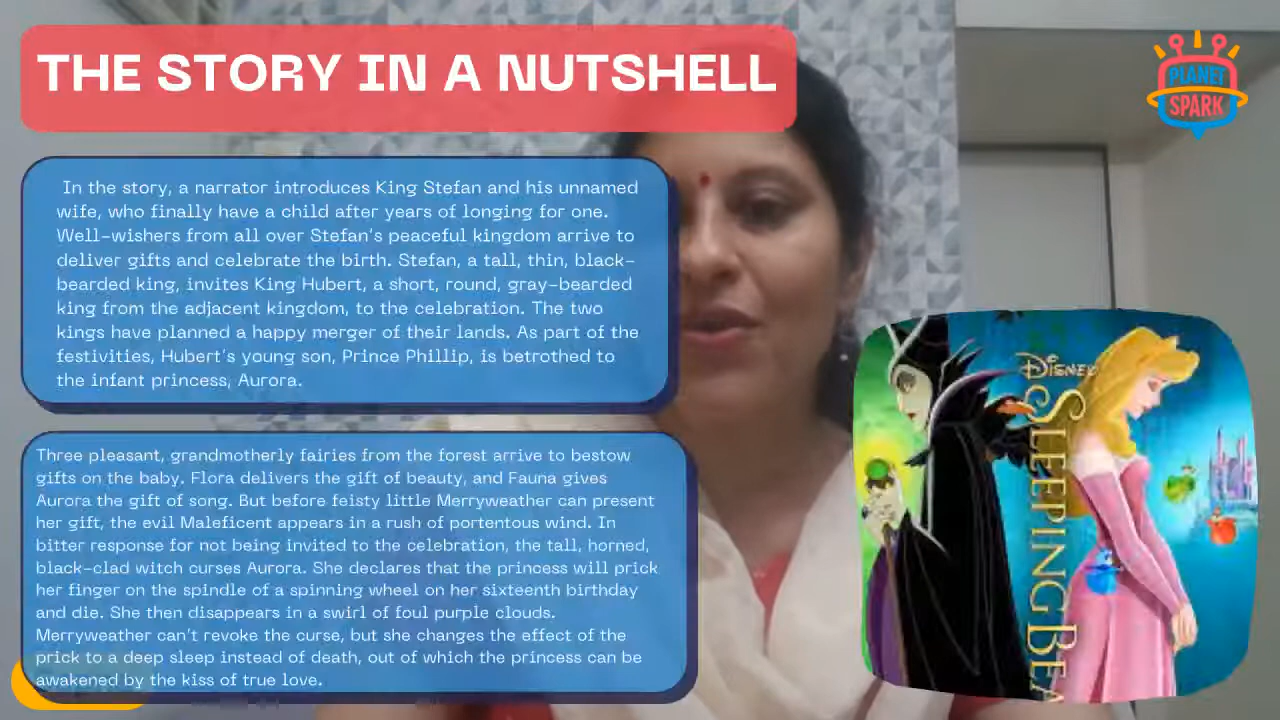 THE STORY IN A NUTSHELL
PLANET
SPARK
In the story, a narrator introduces King Stefan and his unnamed
wife, who finally have a child after years of longing for one.
Well-wishers from all over Stefan's peaceful kingdom arrive to
deliver gifts and celebrate the birth. Stefan, a tall, thin, black-
bearded king, invites King Hubert, a short, round, gray-bearded
king from the adjacent kingdom, to the celebration. The two
kings have planned a happy merger of their lands. As part of the
festivities, Hubert's young son, Prince Phillip, is betrothed to
the infant princess, Aurora.
Three pleasant, grandmotherly fairies from the forest arrive to bestow
gifts on the baby. Flora delivers the gift of beauty, and Fauna gives
Aurora the gift of song. But before feisty little Merryweather can present
her gift, the evil Maleficent appears in a rush of portentous wind. In
bitter response for not being invited to the celebration, the tall, horned,
black-clad witch curses Aurora. She declares that the princess will prick
her finger on the spindle of a spinning wheel on her sixteenth birthday
and die. She then disappears in a swirl of foul purple clouds.
Merryweather can't revoke the curse, but she changes the effect of the
prick to a deep sleep instead of death, out of which the princess can be
awakened by the kiss of true love.
DISNEY
SLEEPING BEA